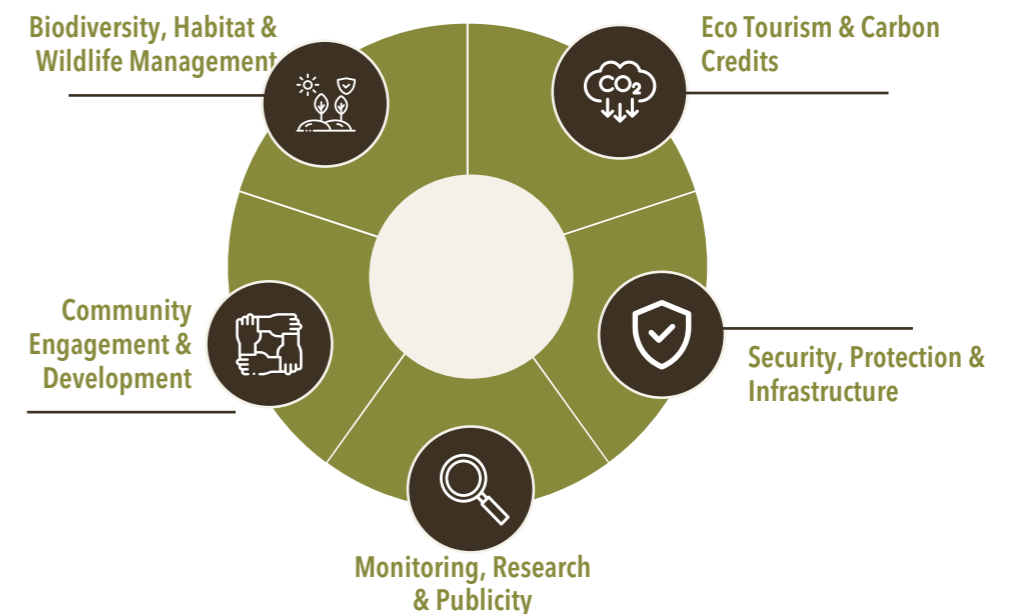 Biodiversity, Habitat &
Wildlife Management
Eco Tourism & Carbon
Credits
CO₂
Community
Engagement &
Development
Security, Protection &
Infrastructure
Monitoring, Research
& Publicity